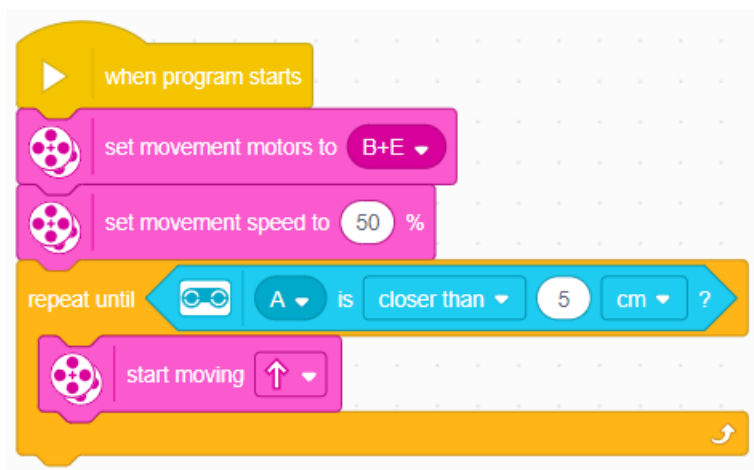 when program starts
set movement motors to B+E
set movement speed to 50 %
repeat until A is closer than 5 cm ?
start moving